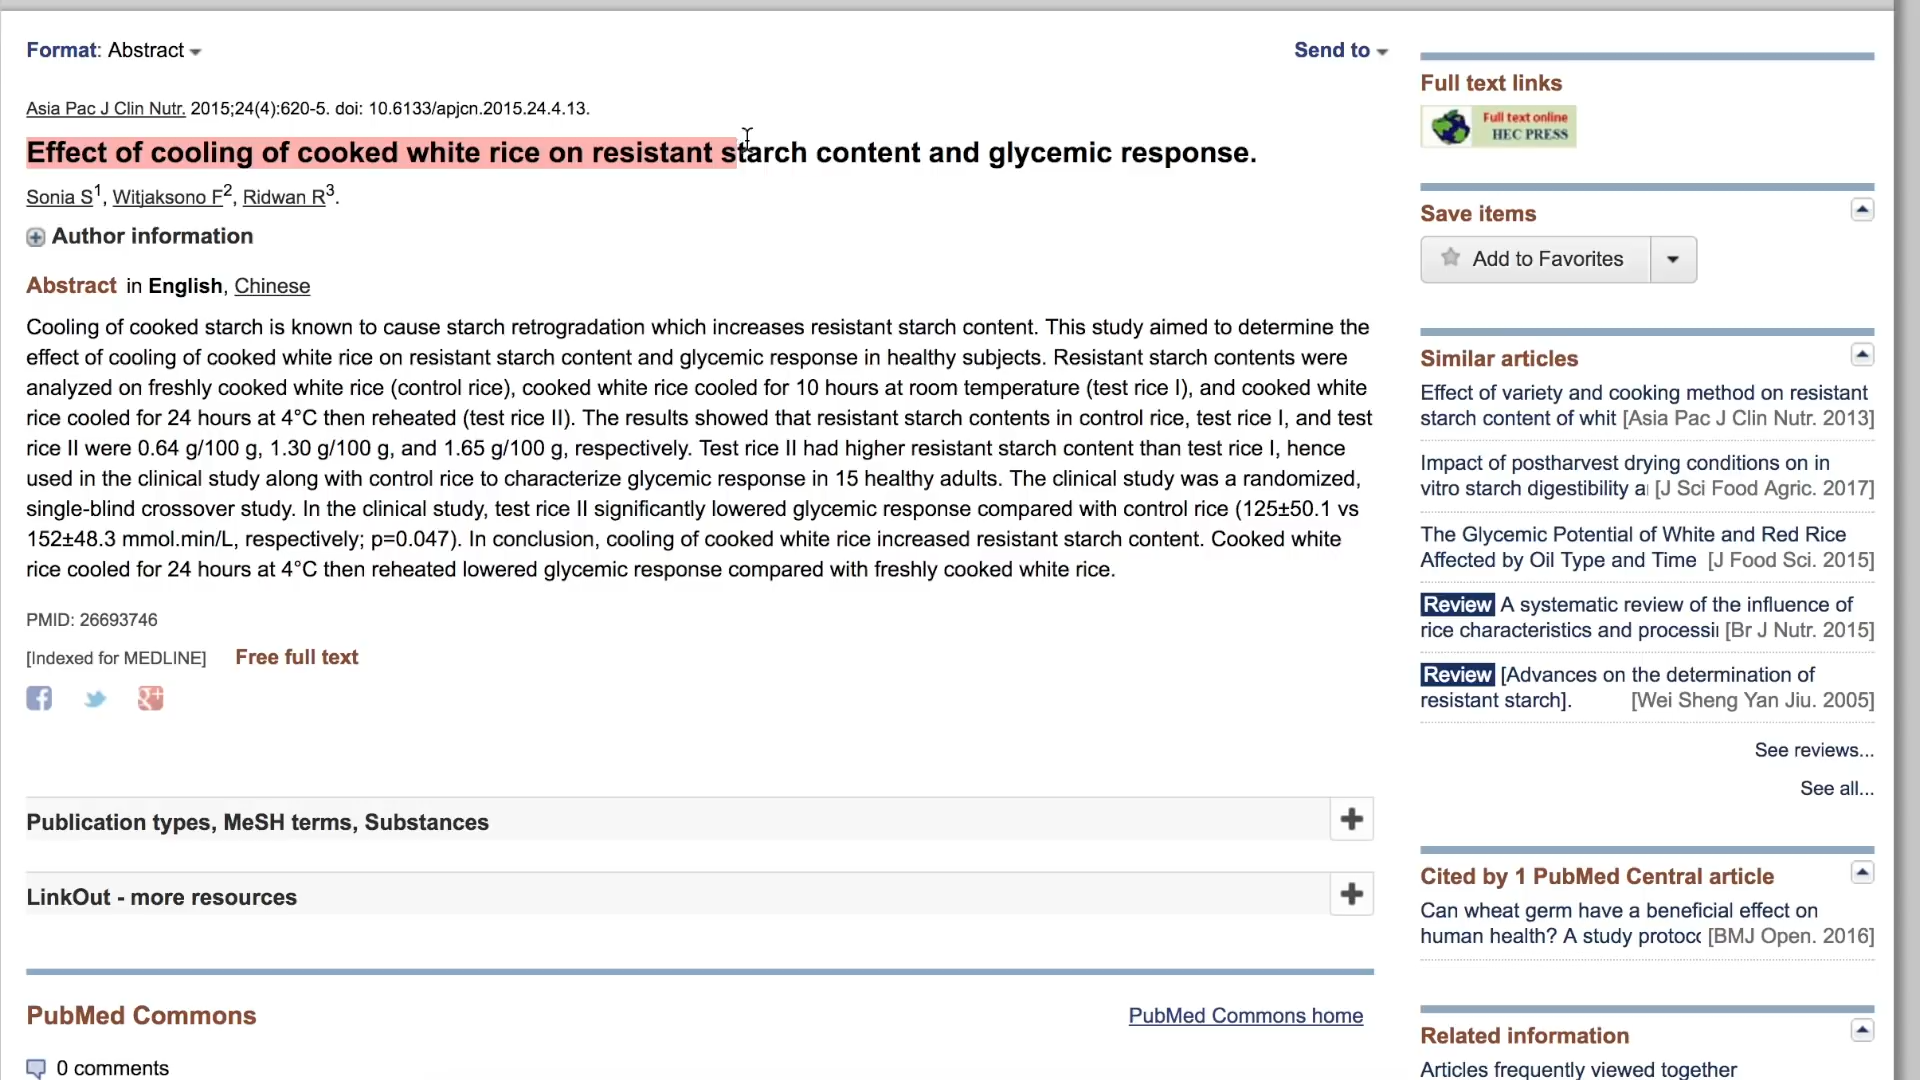 Format: Abstract
Send to
Asia Pac J Clin Nutr. 2015;24(4):620-5. doi: 10.6133/apjcn.2015.24.4.13.
Effect of cooling of cooked white rice on resistant starch content and glycemic response.
Sonia S1, Witjaksono F2, Ridwan R3.
Author information
Abstract in English, Chinese
Cooling of cooked starch is known to cause starch retrogradation which increases resistant starch content. This study aimed to determine the
effect of cooling of cooked white rice on resistant starch content and glycemic response in healthy subjects. Resistant starch contents were
analyzed on freshly cooked white rice (control rice), cooked white rice cooled for 10 hours at room temperature (test rice I), and cooked white
rice cooled for 24 hours at 4°C then reheated (test rice II). The results showed that resistant starch contents in control rice, test rice I, and test
rice II were 0.64 g/100 g, 1.30 g/100 g, and 1.65 g/100 g, respectively. Test rice II had higher resistant starch content than test rice I, hence
used in the clinical study along with control rice to characterize glycemic response in 15 healthy adults. The clinical study was a randomized,
single-blind crossover study. In the clinical study, test rice II significantly lowered glycemic response compared with control rice (125±50.1 vs
152±48.3 mmol.min/L, respectively; p=0.047). In conclusion, cooling of cooked white rice increased resistant starch content. Cooked white
rice cooled for 24 hours at 4°C then reheated lowered glycemic response compared with freshly cooked white rice.
PMID: 26693746
[Indexed for MEDLINE] Free full text
Publication types, MeSH terms, Substances
LinkOut - more resources
PubMed Commons
PubMed Commons home
0 comments
Full text links
Full text online
HEC PRESS
Save items
Add to Favorites
Similar articles
Effect of variety and cooking method on resistant
starch content of whit [Asia Pac J Clin Nutr. 2013]
Impact of postharvest drying conditions on in
vitro starch digestibility a [J Sci Food Agric. 2017]
The Glycemic Potential of White and Red Rice
Affected by Oil Type and Time [J Food Sci. 2015]
Review A systematic review of the influence of
rice characteristics and processi [Br J Nutr. 2015]
Review [Advances on the determination of
resistant starch]. [Wei Sheng Yan Jiu. 2005]
See reviews...
See all...
Cited by 1 PubMed Central article
Can wheat germ have a beneficial effect on
human health? A study protoc [BMJ Open. 2016]
Related information
Articles frequently viewed together